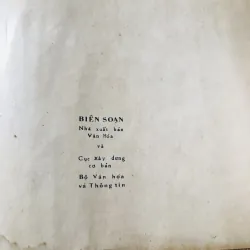 BIÊN SOẠN
Nhà xuất bản
Văn Hóa
và
Cục Xây dựng
cơ bản
Bộ Văn hóa
và Thông tin